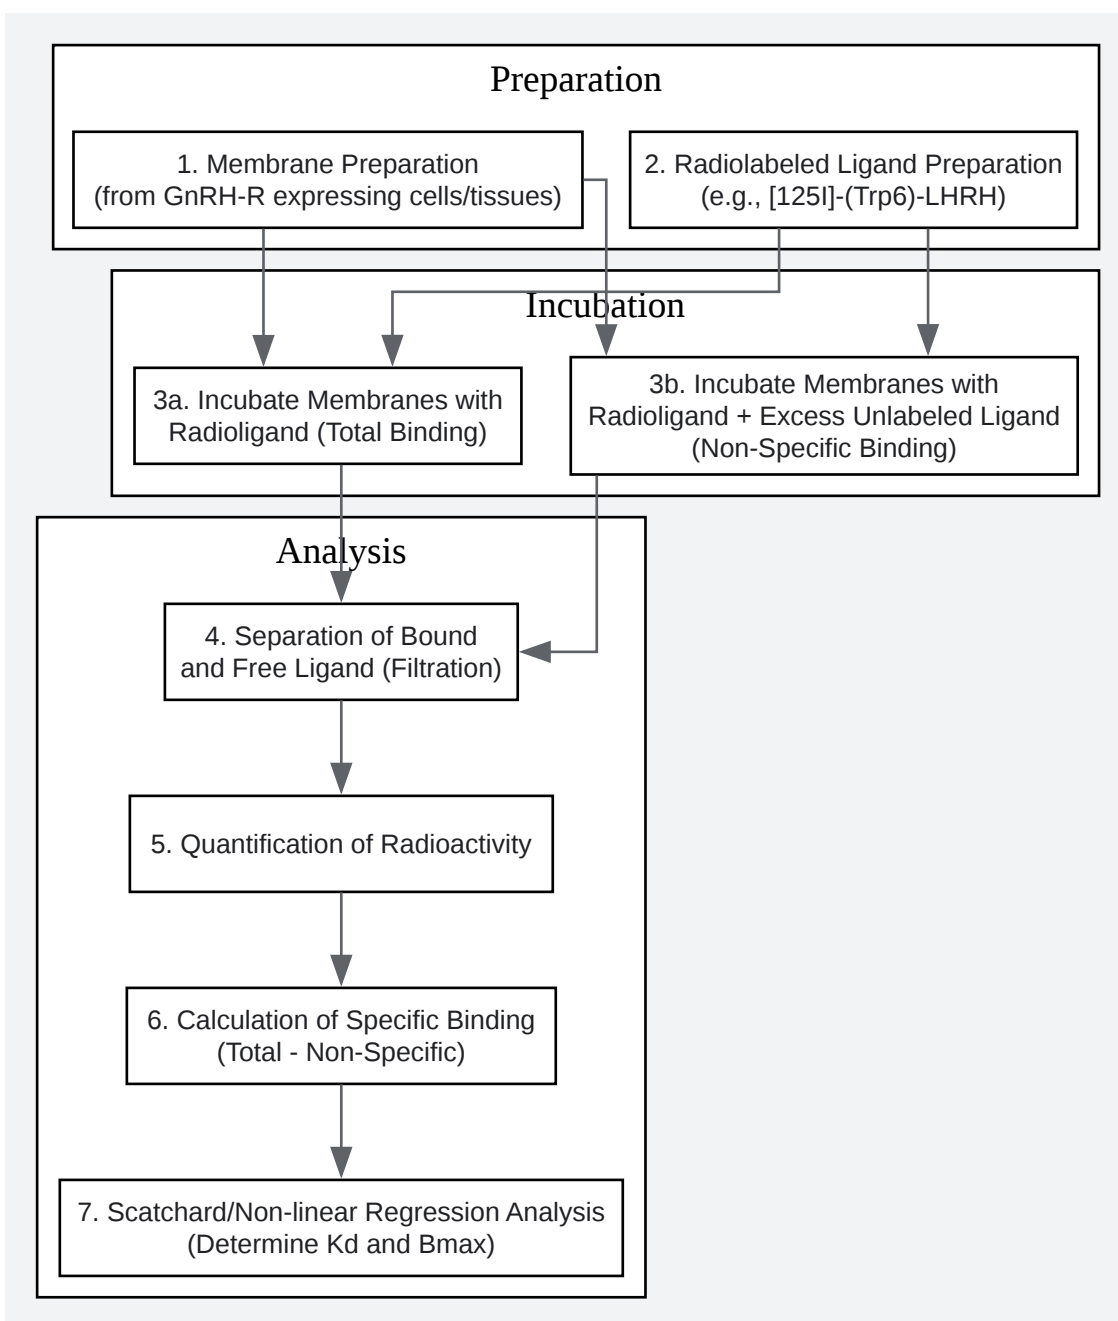 Preparation
1. Membrane Preparation
(from GnRH-R expressing cells/tissues)
2. Radiolabeled Ligand Preparation
(e.g., [125I]-(Trp6)-LHRH)
Incubation
3a. Incubate Membranes with
Radioligand (Total Binding)
3b. Incubate Membranes with
Radioligand + Excess Unlabeled Ligand
(Non-Specific Binding)
Analysis
4. Separation of Bound
and Free Ligand (Filtration)
5. Quantification of Radioactivity
6. Calculation of Specific Binding
(Total - Non-Specific)
7. Scatchard/Non-linear Regression Analysis
(Determine Kd and Bmax)